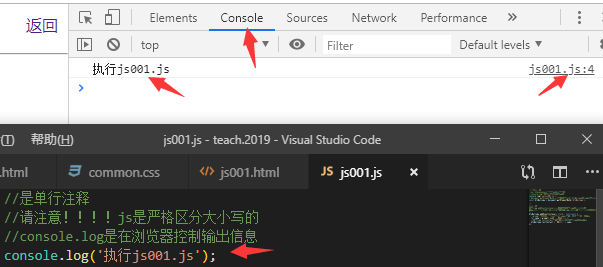 返回
Elements Console Sources Network Performance »
top Filter Default levels
执行js001.js js001.js:4
(T) 帮助(H) js001.js - teach.2019 - Visual Studio Code
.html common.css js001.html JS js001.js
//是单行注释
//请注意！！！！js是严格区分大小写的
//console.log是在浏览器控制输出信息
console.log('执行js001.js');